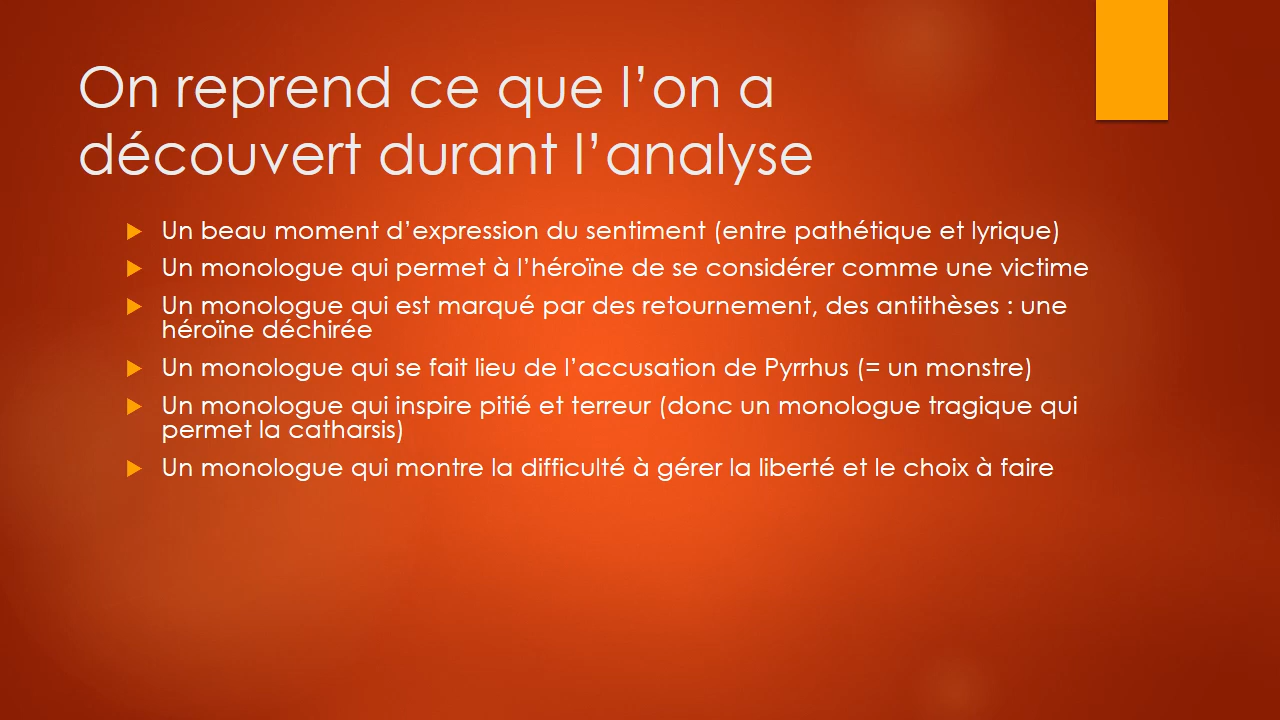 On reprend ce que l’on a
découvert durant l’analyse
Un beau moment d’expression du sentiment (entre pathétique et lyrique)
Un monologue qui permet à l’héroïne de se considérer comme une victime
Un monologue qui est marqué par des retournement, des antithèses : une
héroïne déchirée
Un monologue qui se fait lieu de l’accusation de Pyrrhus (= un monstre)
Un monologue qui inspire pitié et terreur (donc un monologue tragique qui
permet la catharsis)
Un monologue qui montre la difficulté à gérer la liberté et le choix à faire